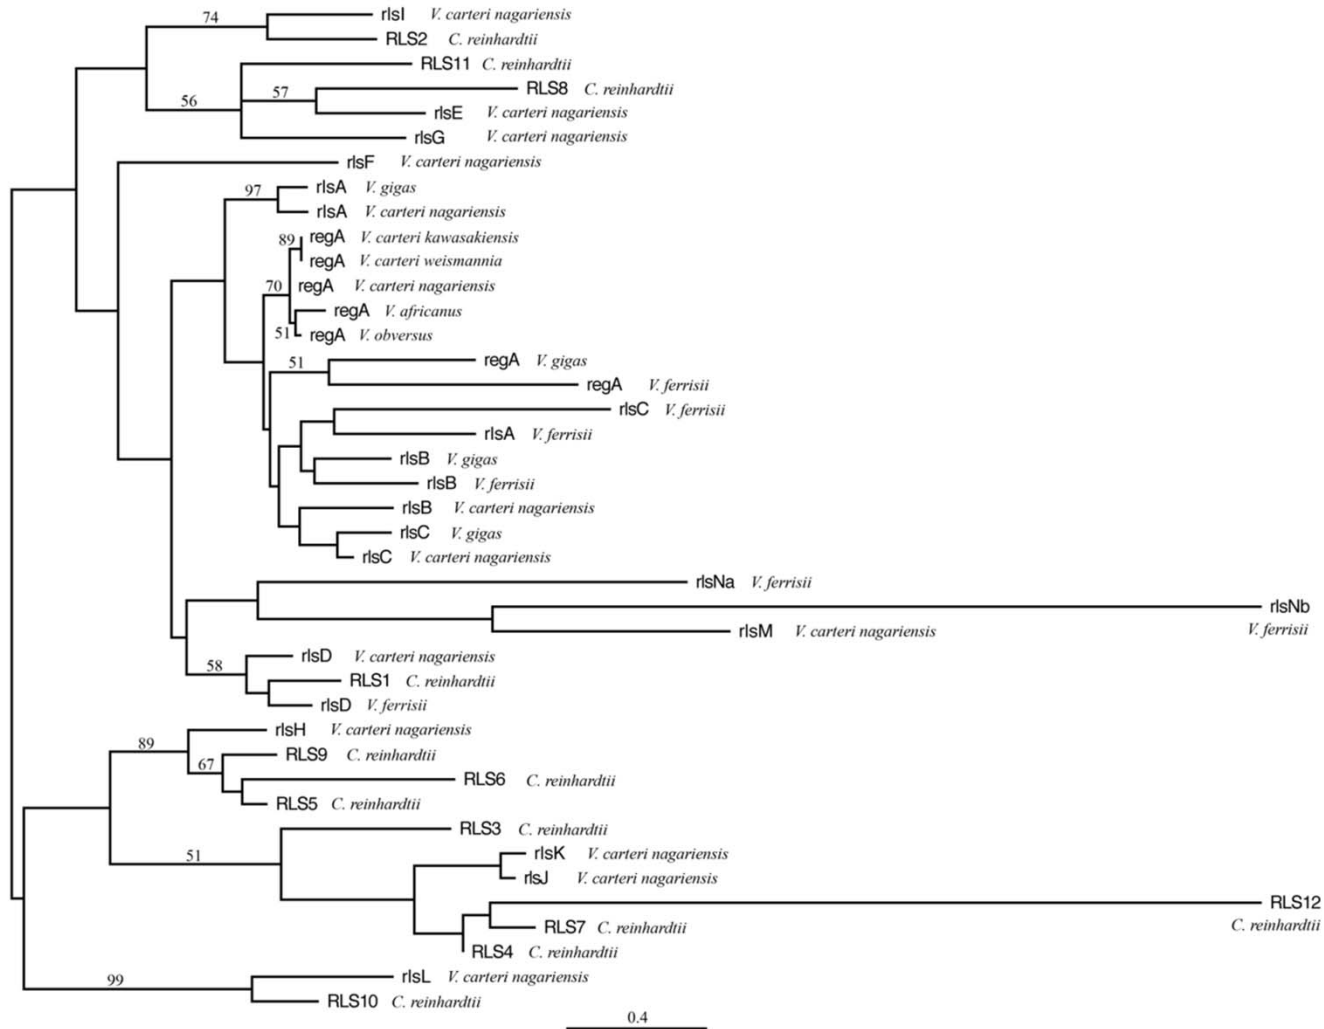 74
rlsI V. carteri nagariensis
RLS2 C. reinhardtii
RLS11 C. reinhardtii
57
RLS8 C. reinhardtii
56
rlsE V. carteri nagariensis
rlsG V. carteri nagariensis
rlsF V. carteri nagariensis
97
rlsA V. gigas
rlsA V. carteri nagariensis
89
regA V. carteri kawasakiensis
regA V. carteri weismannia
70
regA V. carteri nagariensis
regA V. africanus
51
regA V. obversus
51
regA V. gigas
regA V. ferrisii
rlsC V. ferrisii
rlsA V. ferrisii
rlsB V. gigas
rlsB V. ferrisii
rlsB V. carteri nagariensis
rlsC V. gigas
rlsC V. carteri nagariensis
rlsNa V. ferrisii
rlsNb
rlsM V. carteri nagariensis V. ferrisii
58
rlsD V. carteri nagariensis
RLS1 C. reinhardtii
rlsD V. ferrisii
rlsH V. carteri nagariensis
89
RLS9 C. reinhardtii
67
RLS6 C. reinhardtii
RLS5 C. reinhardtii
RLS3 C. reinhardtii
51
rlsK V. carteri nagariensis
rlsJ V. carteri nagariensis
RLS12
RLS7 C. reinhardtii C. reinhardtii
RLS4 C. reinhardtii
99
rlsL V. carteri nagariensis
RLS10 C. reinhardtii
0.4